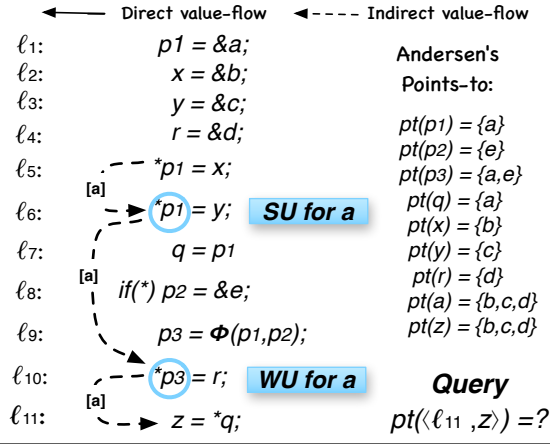 Direct value-flow Indirect value-flow
ℓ1: p1 = &a;
ℓ2: x = &b;
ℓ3: y = &c;
ℓ4: r = &d;
ℓ5: *p1 = x;
[a]
ℓ6: *p1 = y; SU for a
ℓ7: q = p1
[a]
ℓ8: if(*) p2 = &e;
ℓ9: p3 = Φ(p1,p2);
ℓ10: *p3 = r; WU for a
[a]
ℓ11: z = *q;
Andersen's
Points-to:
pt(p1) = {a}
pt(p2) = {e}
pt(p3) = {a,e}
pt(q) = {a}
pt(x) = {b}
pt(y) = {c}
pt(r) = {d}
pt(a) = {b,c,d}
pt(z) = {b,c,d}
Query
pt(⟨ℓ11 ,z⟩) =?